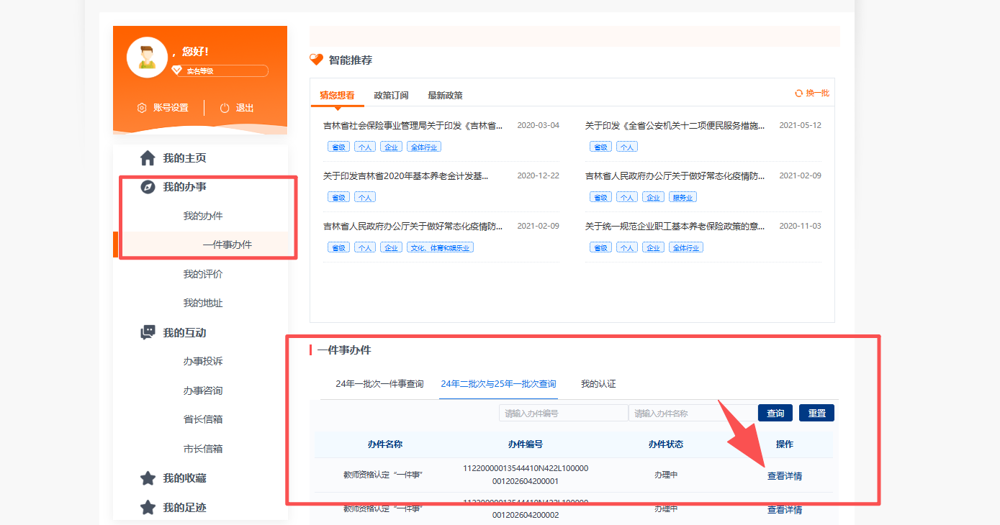 ，您好！
实名等级
账号设置
退出
我的主页
我的办事
我的办件
一件事办件
我的评价
我的地址
我的互动
办事投诉
办事咨询
省长信箱
市长信箱
我的收藏
我的足迹
智能推荐
猜您想看 政策订阅 最新政策 换一批
吉林省社会保险事业管理局关于印发《吉林省... 2020-03-04
省级 个人 企业 全体行业
关于印发《全省公安机关十二项便民服务措施... 2021-05-12
省级 个人
关于印发吉林省2020年基本养老金计发基... 2020-12-22
省级 个人
吉林省人民政府办公厅关于做好常态化疫情防... 2021-02-09
省级 个人 企业 服务业
吉林省人民政府办公厅关于做好常态化疫情防... 2021-02-09
省级 个人 企业 文化、体育和娱乐业
关于统一规范企业职工基本养老保险政策的意... 2020-11-03
省级 个人 企业 全体行业
一件事办件
24年一批次一件事查询 24年二批次与25年一批次查询 我的认证
请输入办件编号 请输入办件名称 查询 重置
办件名称 办件编号 办件状态 操作
教师资格认定“一件事” 11220000013544410N422L100000 办理中 查看详情
001202604200001
教师资格认定“一件事” 11220000013544410N422L100000 办理中 查看详情
001202604200002